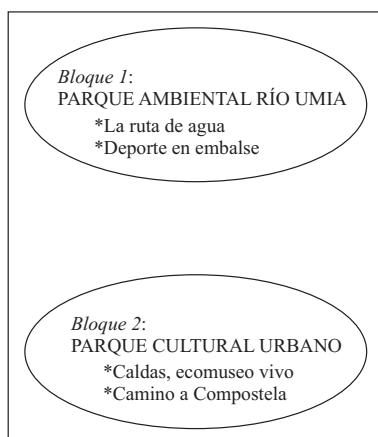 Bloque 1:
PARQUE AMBIENTAL RÍO UMIA
*La ruta de agua
*Deporte en embalse
Bloque 2:
PARQUE CULTURAL URBANO
*Caldas, ecomuseo vivo
*Camino a Compostela